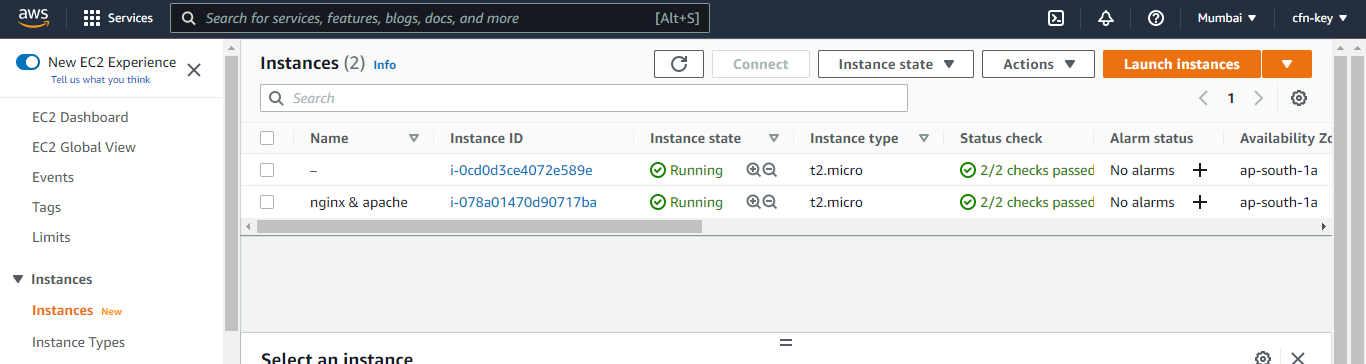 aws Services Search for services, features, blogs, docs, and more [Alt+S] Mumbai ▼ cfn-key ▼
New EC2 Experience
Tell us what you think
EC2 Dashboard
EC2 Global View
Events
Tags
Limits
Instances
Instances New
Instance Types
Instances (2) Info Connect Instance state ▼ Actions ▼ Launch instances ▼
Search
1
Name Instance ID Instance state Instance type Status check Alarm status Availability Zo
– i-0cd0d3ce4072e589e Running t2.micro 2/2 checks passed No alarms + ap-south-1a
nginx & apache i-078a01470d90717ba Running t2.micro 2/2 checks passed No alarms + ap-south-1a
Select an instance